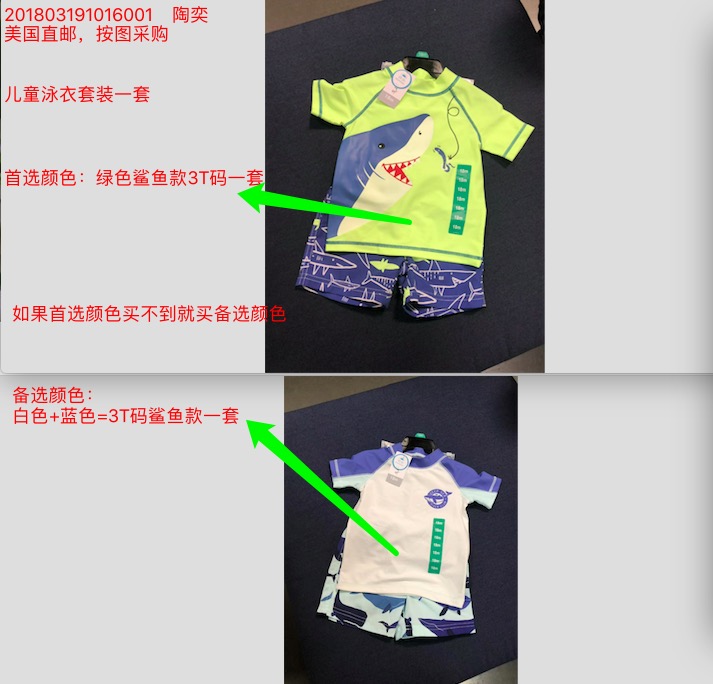 201803191016001 陶奕
美国直邮，按图采购
儿童泳衣套装一套
首选颜色：绿色鲨鱼款3T码一套
如果首选颜色买不到就买备选颜色
备选颜色：
白色+蓝色=3T码鲨鱼款一套